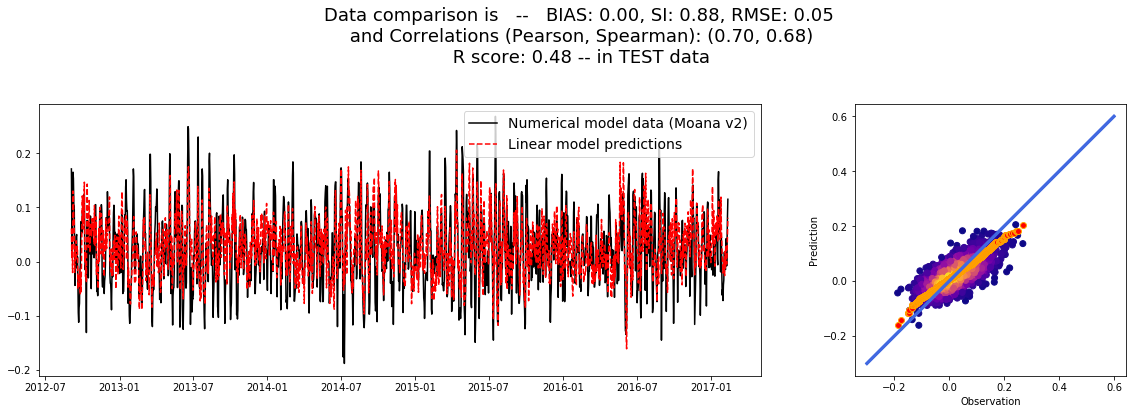 Data comparison is -- BIAS: 0.00, SI: 0.88, RMSE: 0.05
and Correlations (Pearson, Spearman): (0.70, 0.68)
R score: 0.48 -- in TEST data
Numerical model data (Moana v2)
Linear model predictions
0.2
0.1
0.0
−0.1
−0.2
2012-07 2013-01 2013-07 2014-01 2014-07 2015-01 2015-07 2016-01 2016-07 2017-01
Prediction
0.6
0.4
0.2
0.0
−0.2
−0.2 0.0 0.2 0.4 0.6
Observation